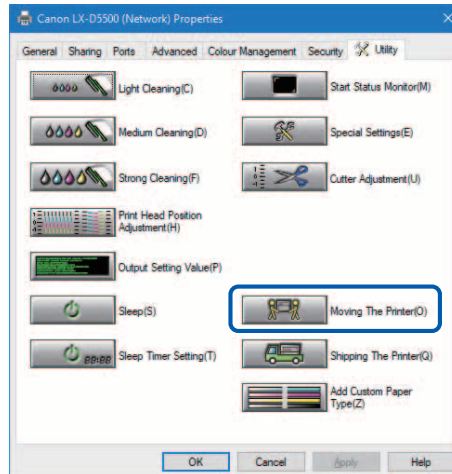 Canon LX-D5500 (Network) Properties
General Sharing Ports Advanced Colour Management Security Utility
Light Cleaning(C)
Start Status Monitor(M)
Medium Cleaning(D)
Special Settings(E)
Strong Cleaning(F)
Cutter Adjustment(U)
Print Head Position
Adjustment(H)
Output Setting Value(P)
Sleep(S)
Moving The Printer(O)
88:88
Sleep Timer Setting(T)
Shipping The Printer(Q)
Add Custom Paper
Type(Z)
OK Cancel Apply Help